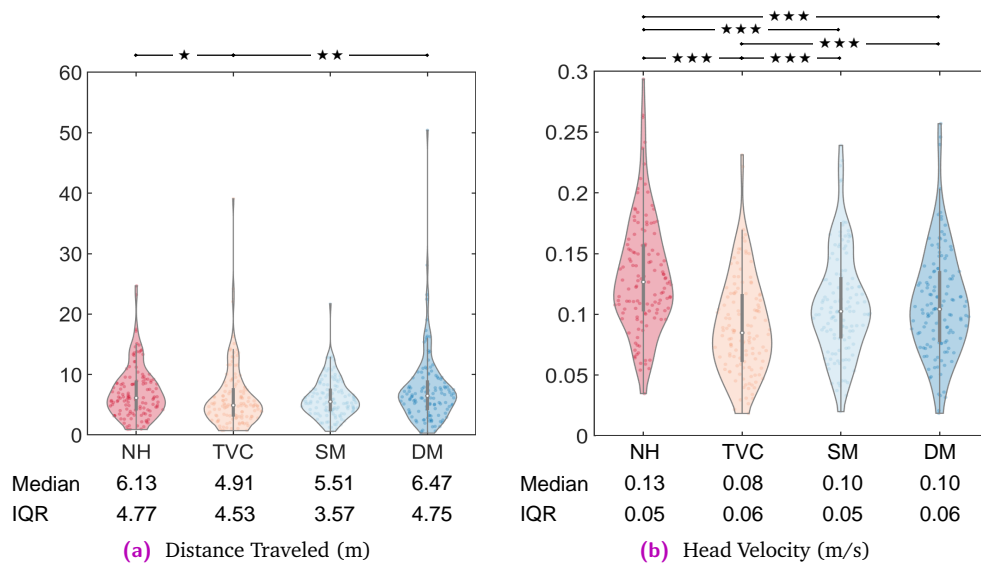 ★ ★★
60
50
40
30
20
10
0
NH TVC SM DM
Median 6.13 4.91 5.51 6.47
IQR 4.77 4.53 3.57 4.75
(a) Distance Traveled (m)
★★★
★★★
★★★
★★★ ★★★
0.3
0.25
0.2
0.15
0.1
0.05
0
NH TVC SM DM
Median 0.13 0.08 0.10 0.10
IQR 0.05 0.06 0.05 0.06
(b) Head Velocity (m/s)